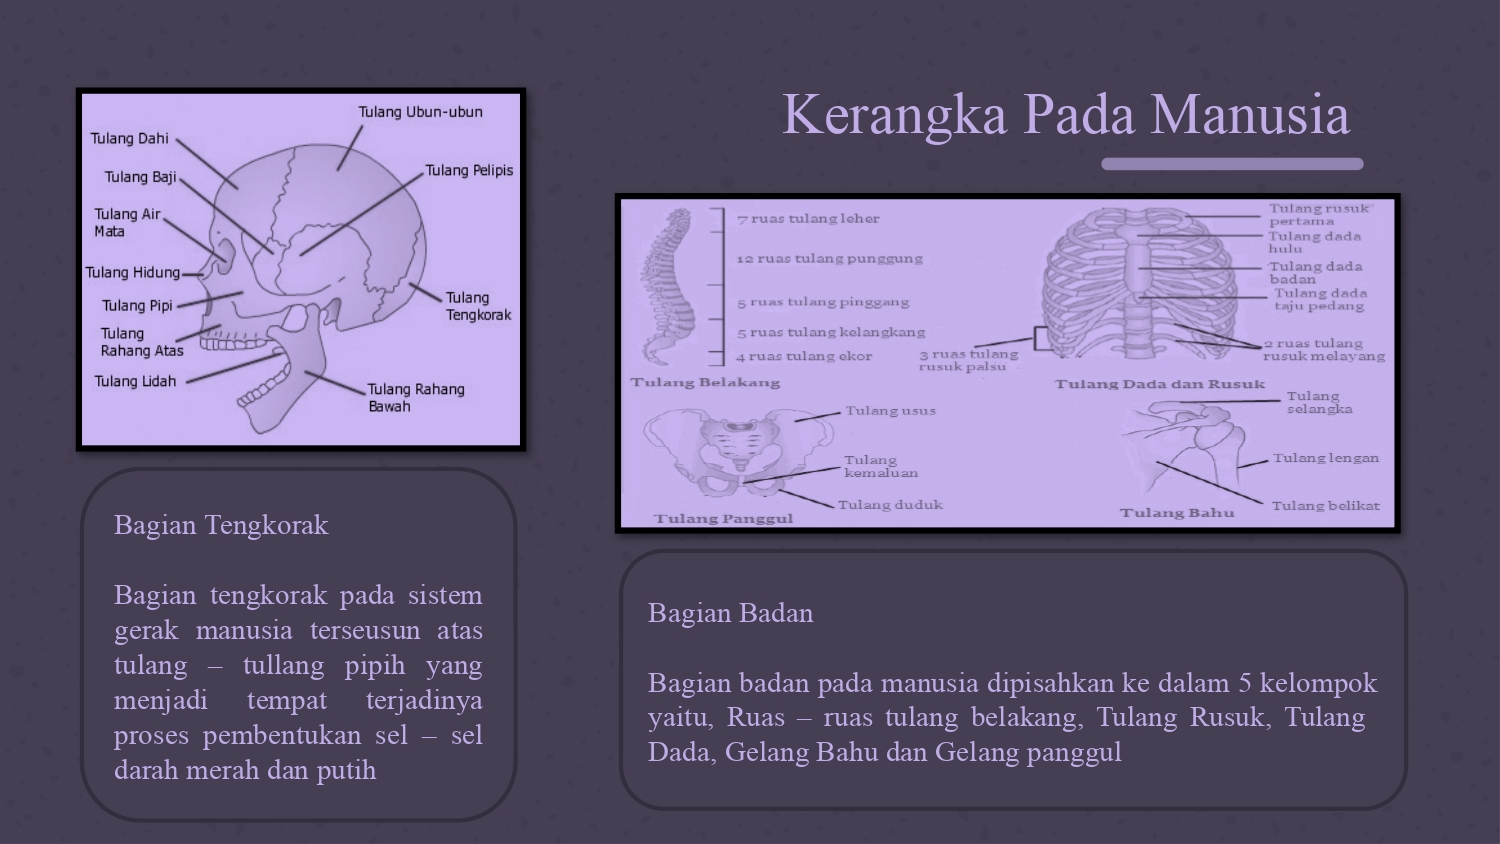 Kerangka Pada Manusia
Tulang Ubun-ubun
Tulang Dahi
Tulang Pelipis
Tulang Baji
Tulang Air
Mata
Tulang Hidung
Tulang Pipi
Tulang
Tengkorak
Tulang
Rahang Atas
Tulang Lidah
Tulang Rahang
Bawah
7 ruas tulang leher
12 ruas tulang punggung
5 ruas tulang pinggang
5 ruas tulang kelangkang
4 ruas tulang ekor
Tulang Belakang
Tulang rusuk
pertama
Tulang dada
hulu
Tulang dada
badan
Tulang dada
taju pedang
2 ruas tulang
rusuk melayang
3 ruas tulang
rusuk palsu
Tulang Dada dan Rusuk
Tulang usus
Tulang
kemaluan
Tulang duduk
Tulang Panggul
Tulang
selangka
Tulang lengan
Tulang belikat
Tulang Bahu
Bagian Tengkorak
Bagian tengkorak pada sistem
gerak manusia terseusun atas
tulang – tullang pipih yang
menjadi tempat terjadinya
proses pembentukan sel – sel
darah merah dan putih
Bagian Badan
Bagian badan pada manusia dipisahkan ke dalam 5 kelompok
yaitu, Ruas – ruas tulang belakang, Tulang Rusuk, Tulang
Dada, Gelang Bahu dan Gelang panggul